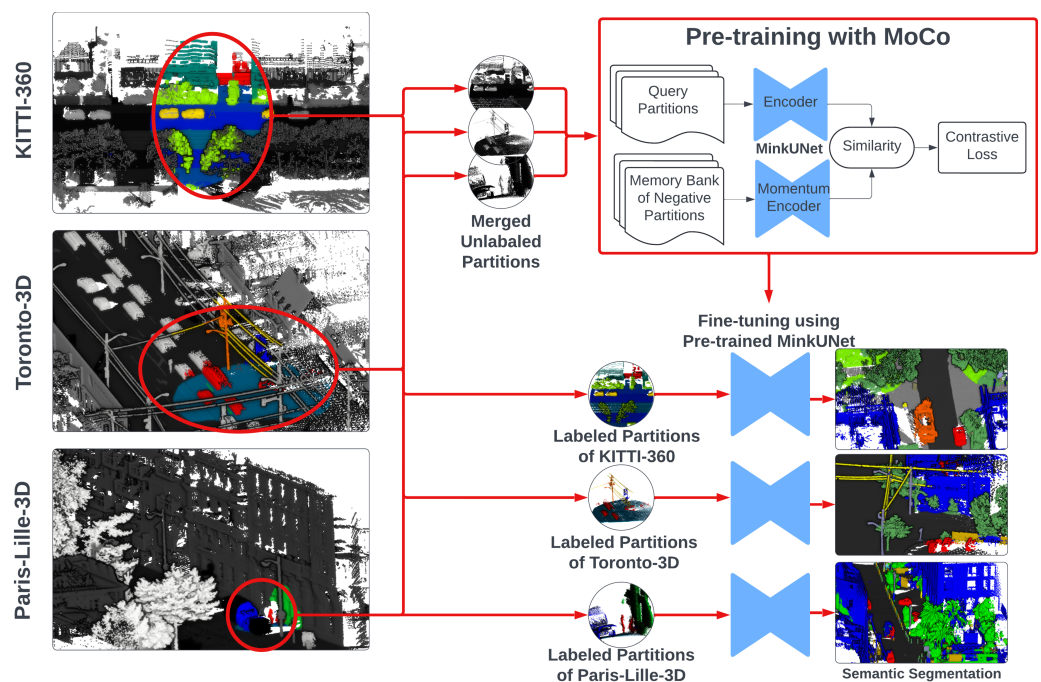 KITTI-360
Toronto-3D
Paris-Lille-3D
Merged
Unlabaled
Partitions
Pre-training with MoCo
Query
Partitions
Encoder
MinkUNet
Memory Bank
of Negative
Partitions
Momentum
Encoder
Similarity
Contrastive
Loss
Fine-tuning using
Pre-trained MinkUNet
Labeled Partitions
of KITTI-360
Labeled Partitions
of Toronto-3D
Labeled Partitions
of Paris-Lille-3D
Semantic Segmentation